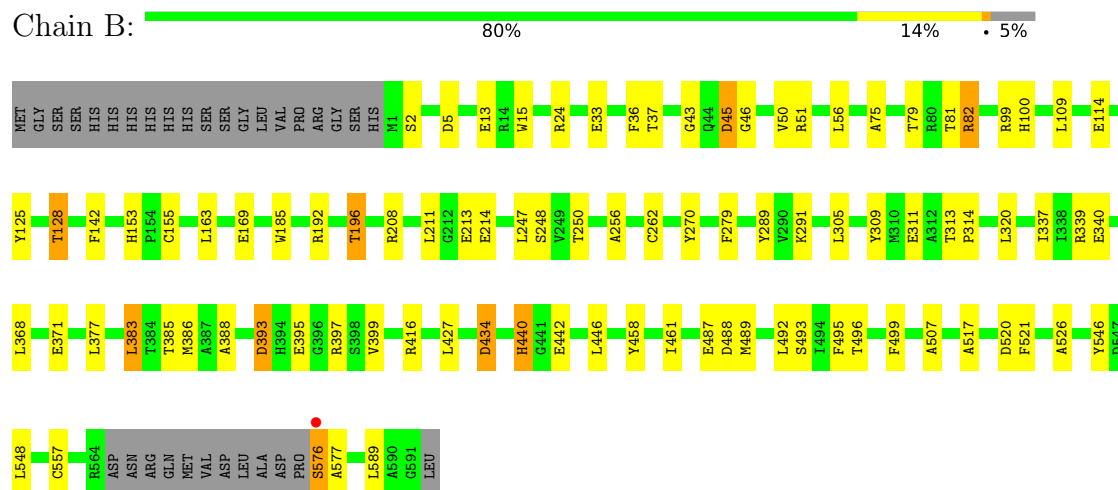 Chain B:
80% 14% • 5%
MET GLY SER SER HIS HIS HIS HIS HIS HIS SER SER GLY LEU VAL PRO ARG GLY SER HIS M1 S2 D5 E13 R14 W15 R24 E33 F36 T37 G43 Q44 D45 G46 V50 R51 L56 A75 T79 R80 T81 R82 R99 H100 L109 E114
Y125 T128 F142 H153 P154 C155 L163 E169 W185 R192 T196 R208 L211 G212 E213 E214 L247 S248 V249 T250 A256 C262 Y270 F279 Y289 V290 K291 L305 Y309 M310 E311 A312 T313 P314 L320 I337 I338 R339 E340
L368 E371 L377 L383 T384 T385 M386 A387 A388 D393 H394 E395 G396 R397 S398 V399 R416 L427 D434 H440 G441 E442 L446 Y458 I461 E487 D488 M489 L492 S493 I494 F495 T496 F499 A507 A517 D520 F521 A526 Y546 D547
L548 C557 R564 ASP ASN ARG GLN MET VAL ASP LEU ALA ASP PRO S576 A577 L589 A590 G591 LEU